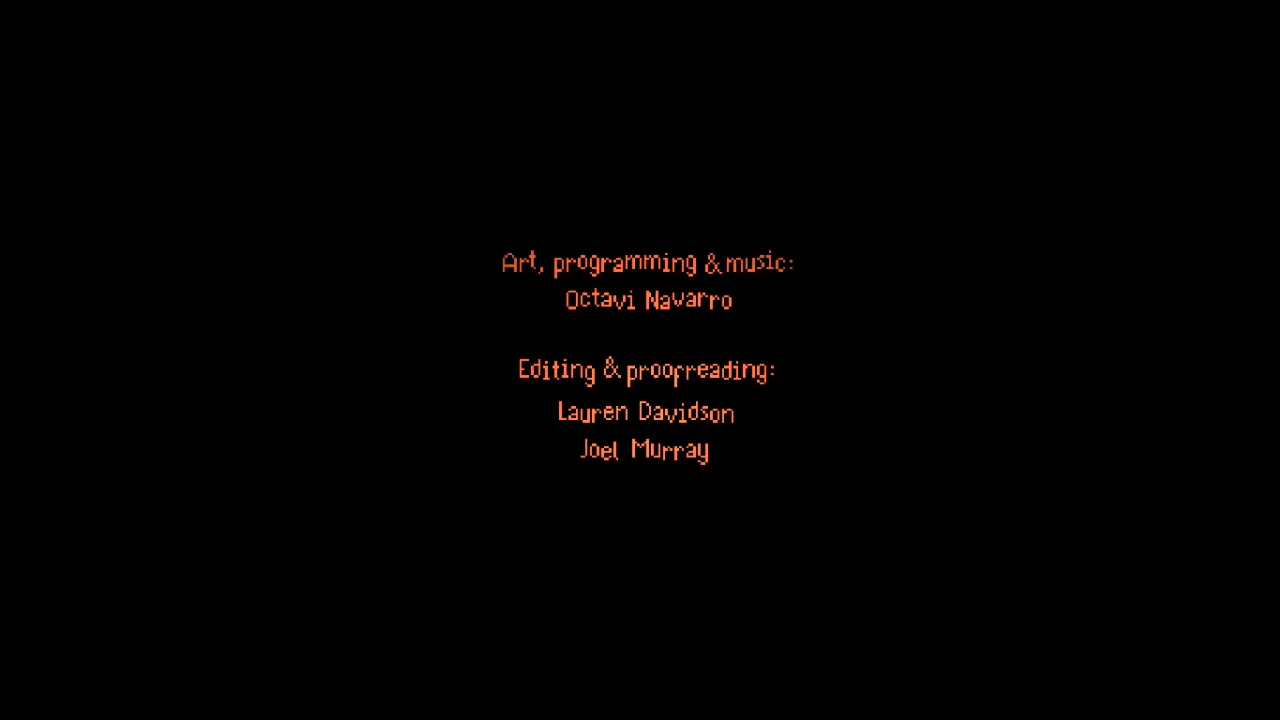 Art, programming & music:
Octavi Navarro
Editing & proofreading:
Lauren Davidson
Joel Murray